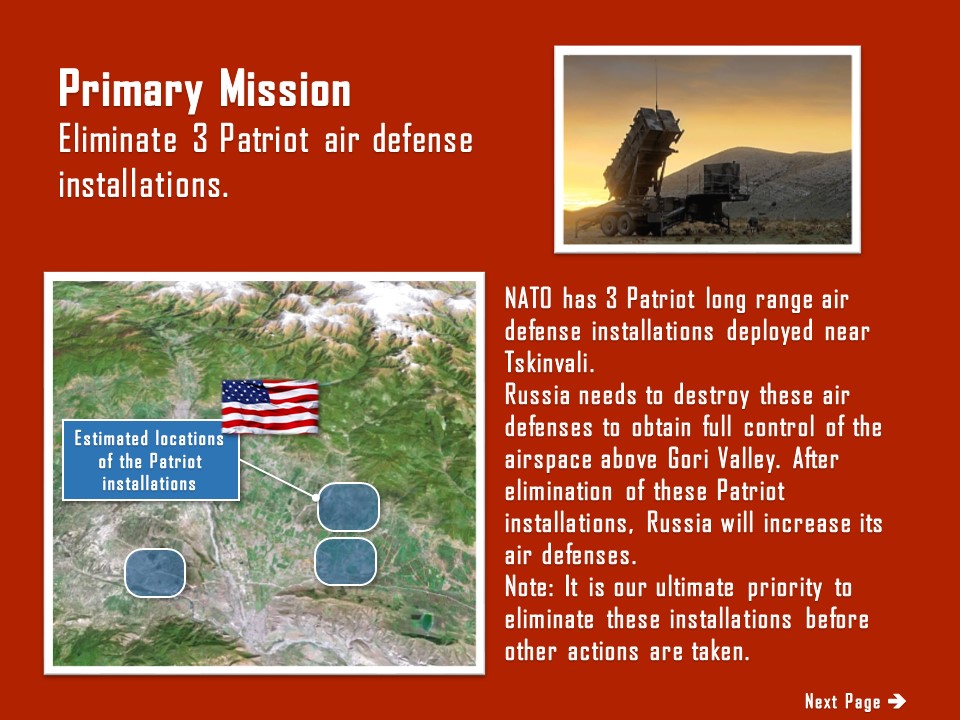 Primary Mission
Eliminate 3 Patriot air defense
installations.
Estimated locations
of the Patriot
installations
NATO has 3 Patriot long range air
defense installations deployed near
Tskinvali.
Russia needs to destroy these air
defenses to obtain full control of the
airspace above Gori Valley. After
elimination of these Patriot
installations, Russia will increase its
air defenses.
Note: It is our ultimate priority to
eliminate these installations before
other actions are taken.
Next Page 🡺